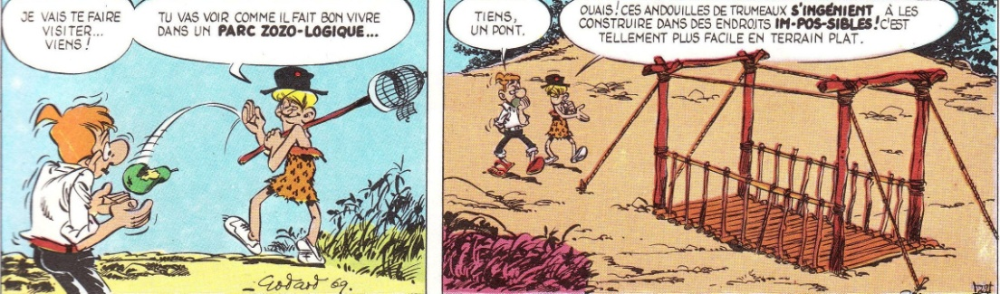 JE VAIS TE FAIRE
VISITER...
VIENS !
TU VAS VOIR COMME IL FAIT BON VIVRE
DANS UN PARC ZOZO-LOGIQUE...
Godard 69.
TIENS,
UN PONT.
OUAIS ! CES ANDOUILLES DE TRUMEAUX S'INGÉNIENT À LES
CONSTRUIRE DANS DES ENDROITS IM-POS-SIBLES ! C'EST
TELLEMENT PLUS FACILE EN TERRAIN PLAT.